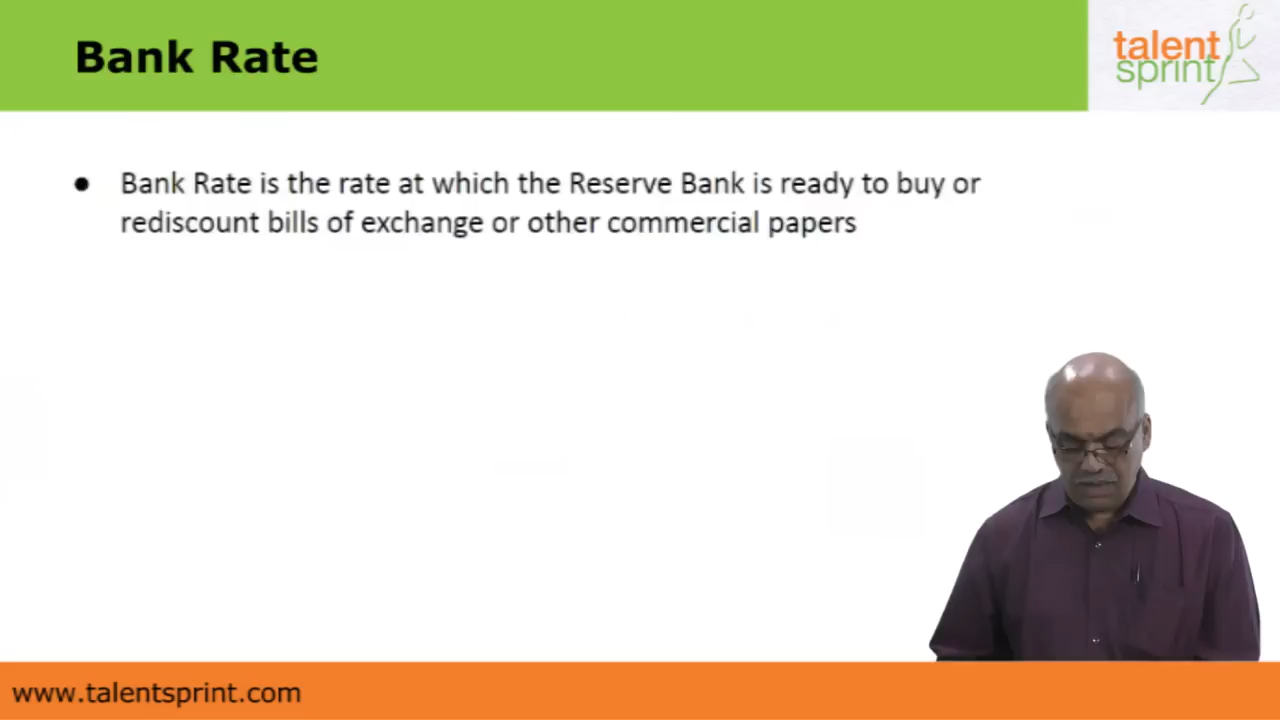 Bank Rate
talent
sprint
● Bank Rate is the rate at which the Reserve Bank is ready to buy or
rediscount bills of exchange or other commercial papers
www.talentsprint.com